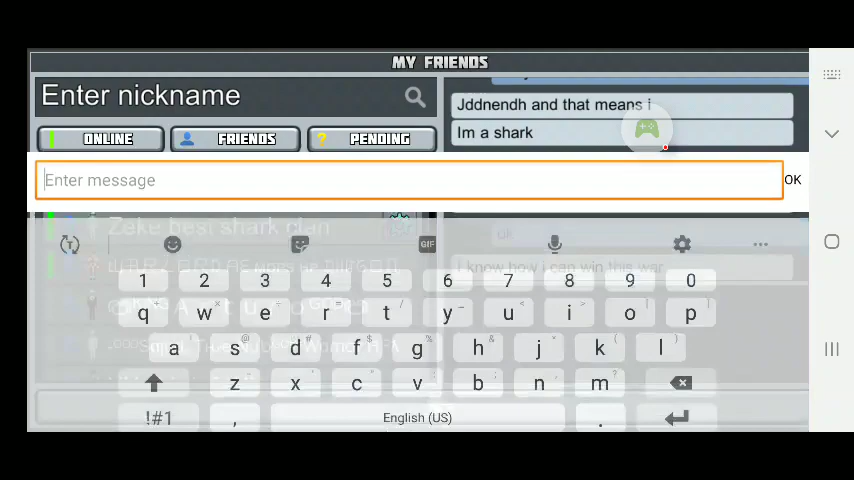 MY FRIENDS
Enter nickname
Jddnendh and that means i
Im a shark
ONLINE
FRIENDS
? PENDING
Enter message
OK
Zeke best shark clan
ok
GIF
I know how i can win this war
1 2 3 4 5 6 7 8 9 0
q w e r t y u i o p
a s d f g h j k l
z x c v b n m
!#1 , English (US) .